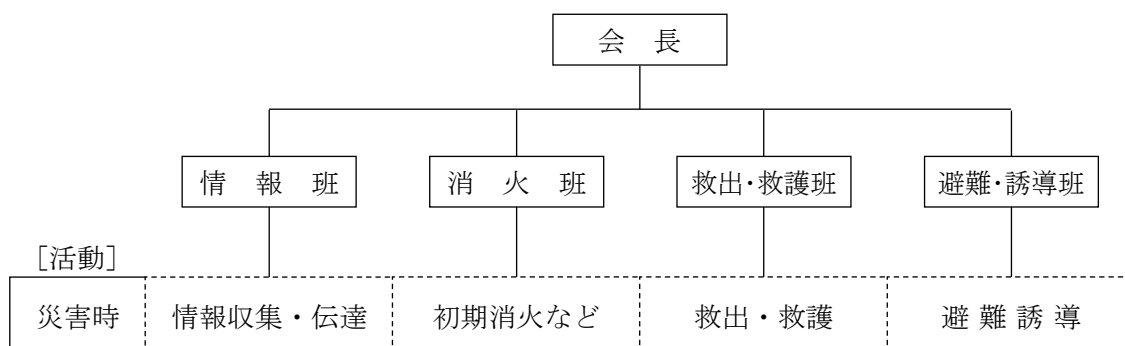 会 長
情 報 班 消 火 班 救出・救護班 避難・誘導班
［活動］
災害時 情報収集・伝達 初期消火など 救出・救護 避 難 誘 導